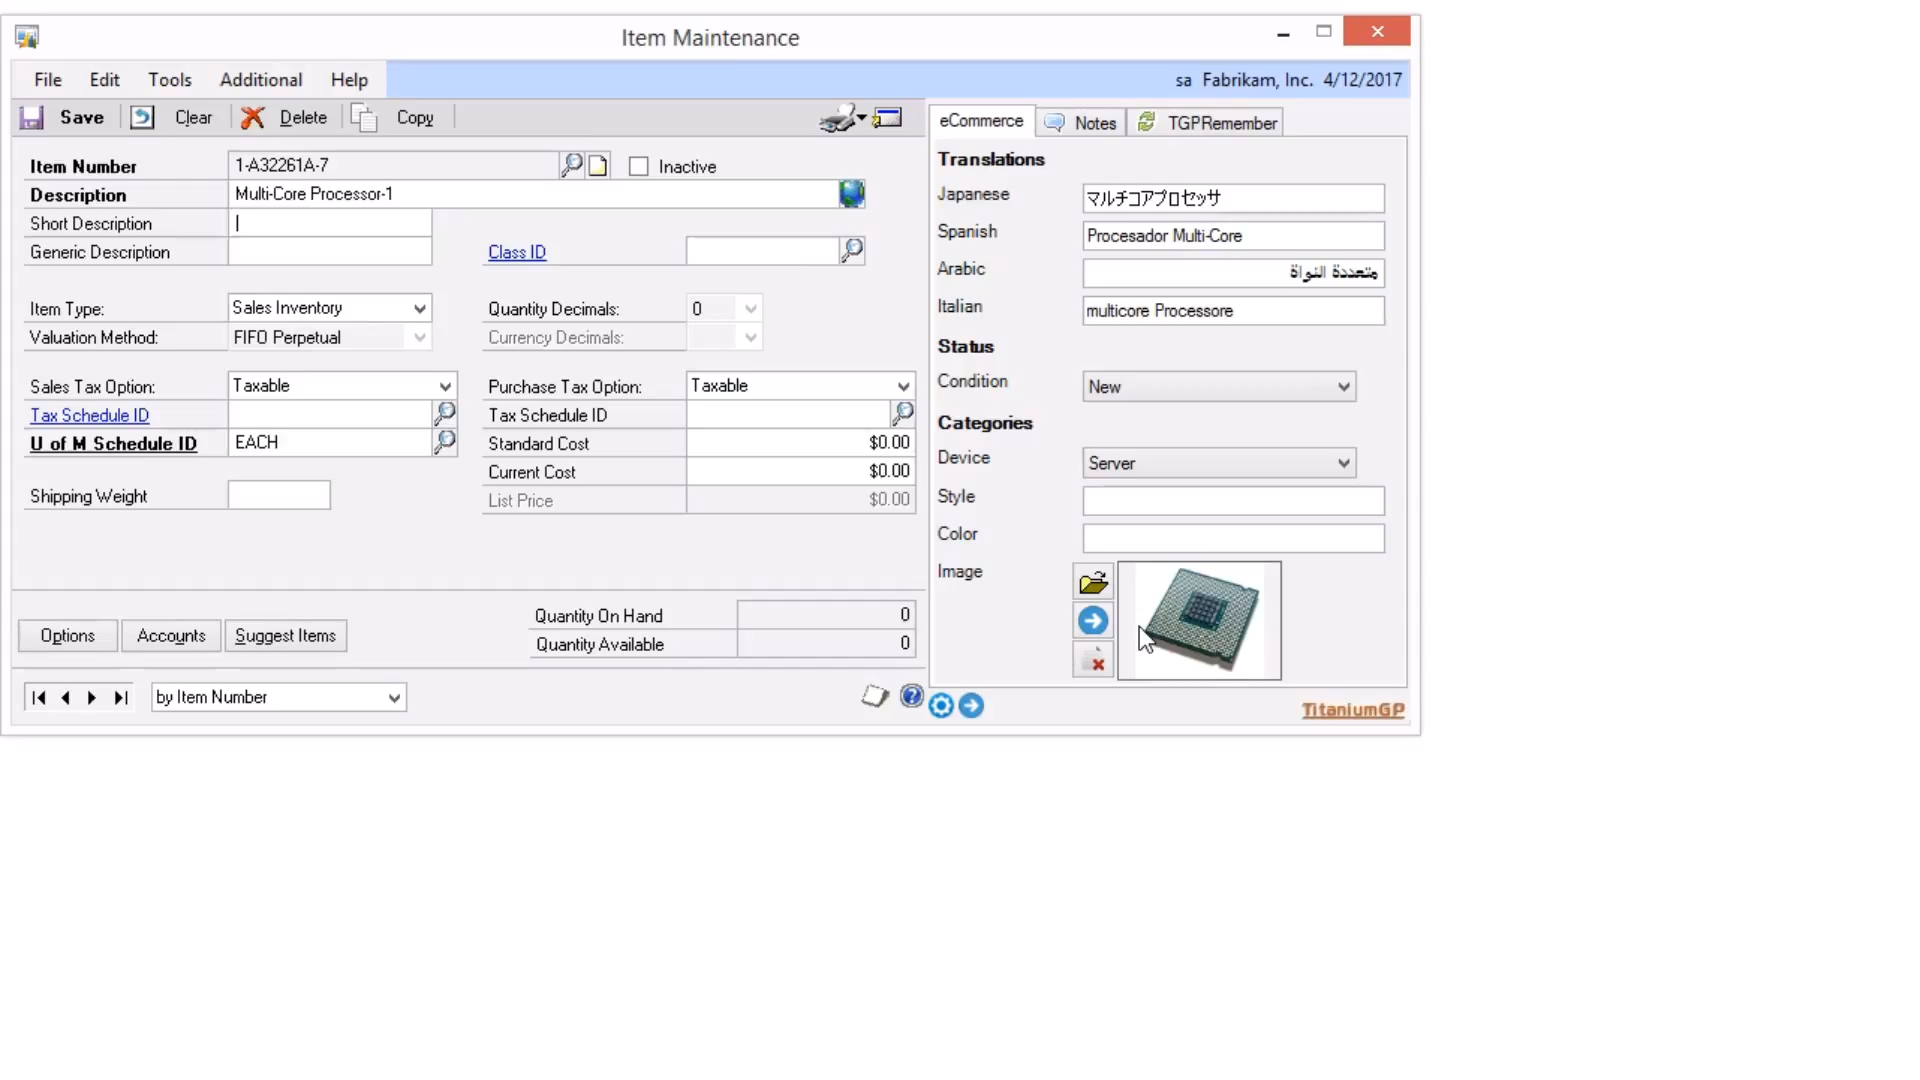 Item Maintenance
File Edit Tools Additional Help
sa Fabrikam, Inc. 4/12/2017
Save Clear Delete Copy
eCommerce Notes TGPRemember
Item Number 1-A32261A-7 Inactive
Description Multi-Core Processor-1
Short Description
Generic Description Class ID
Item Type: Sales Inventory Quantity Decimals: 0
Valuation Method: FIFO Perpetual Currency Decimals:
Sales Tax Option: Taxable Purchase Tax Option: Taxable
Tax Schedule ID Tax Schedule ID
U of M Schedule ID EACH Standard Cost $0.00
Current Cost $0.00
Shipping Weight List Price $0.00
Quantity On Hand 0
Options Accounts Suggest Items
Quantity Available 0
by Item Number
Translations
Japanese マルチコアプロセッサ
Spanish Procesador Multi-Core
Arabic متعددة النواة
Italian multicore Processore
Status
Condition New
Categories
Device Server
Style
Color
Image
TitaniumGP